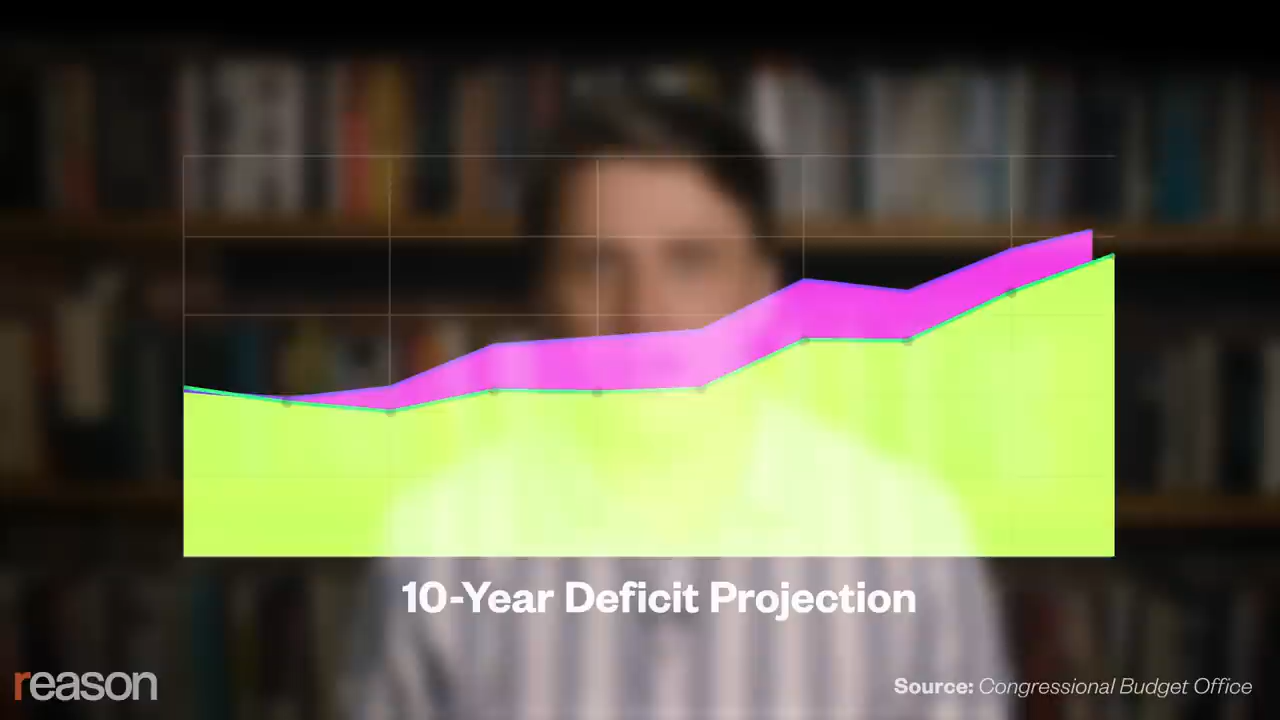 10-Year Deficit Projection
reason
Source: Congressional Budget Office